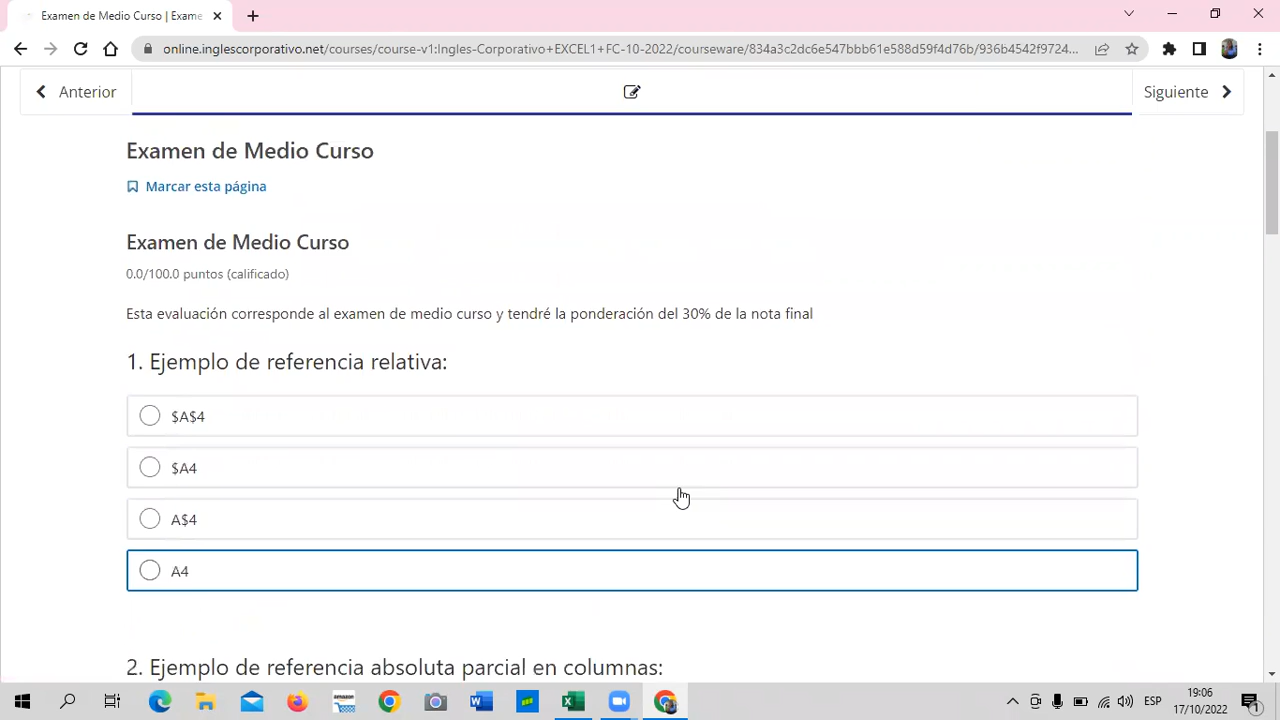 Examen de Medio Curso | Exame
online.inglescorporativo.net/courses/course-v1:Ingles-Corporativo+EXCEL1+FC-10-2022/courseware/834a3c2dc6e547bbb61e588d59f4d76b/936b4542f9724...
Anterior
Siguiente
Examen de Medio Curso
Marcar esta página
Examen de Medio Curso
0.0/100.0 puntos (calificado)
Esta evaluación corresponde al examen de medio curso y tendré la ponderación del 30% de la nota final
1. Ejemplo de referencia relativa:
$A$4
$A4
A$4
A4
2. Ejemplo de referencia absoluta parcial en columnas:
ESP
19:06
17/10/2022